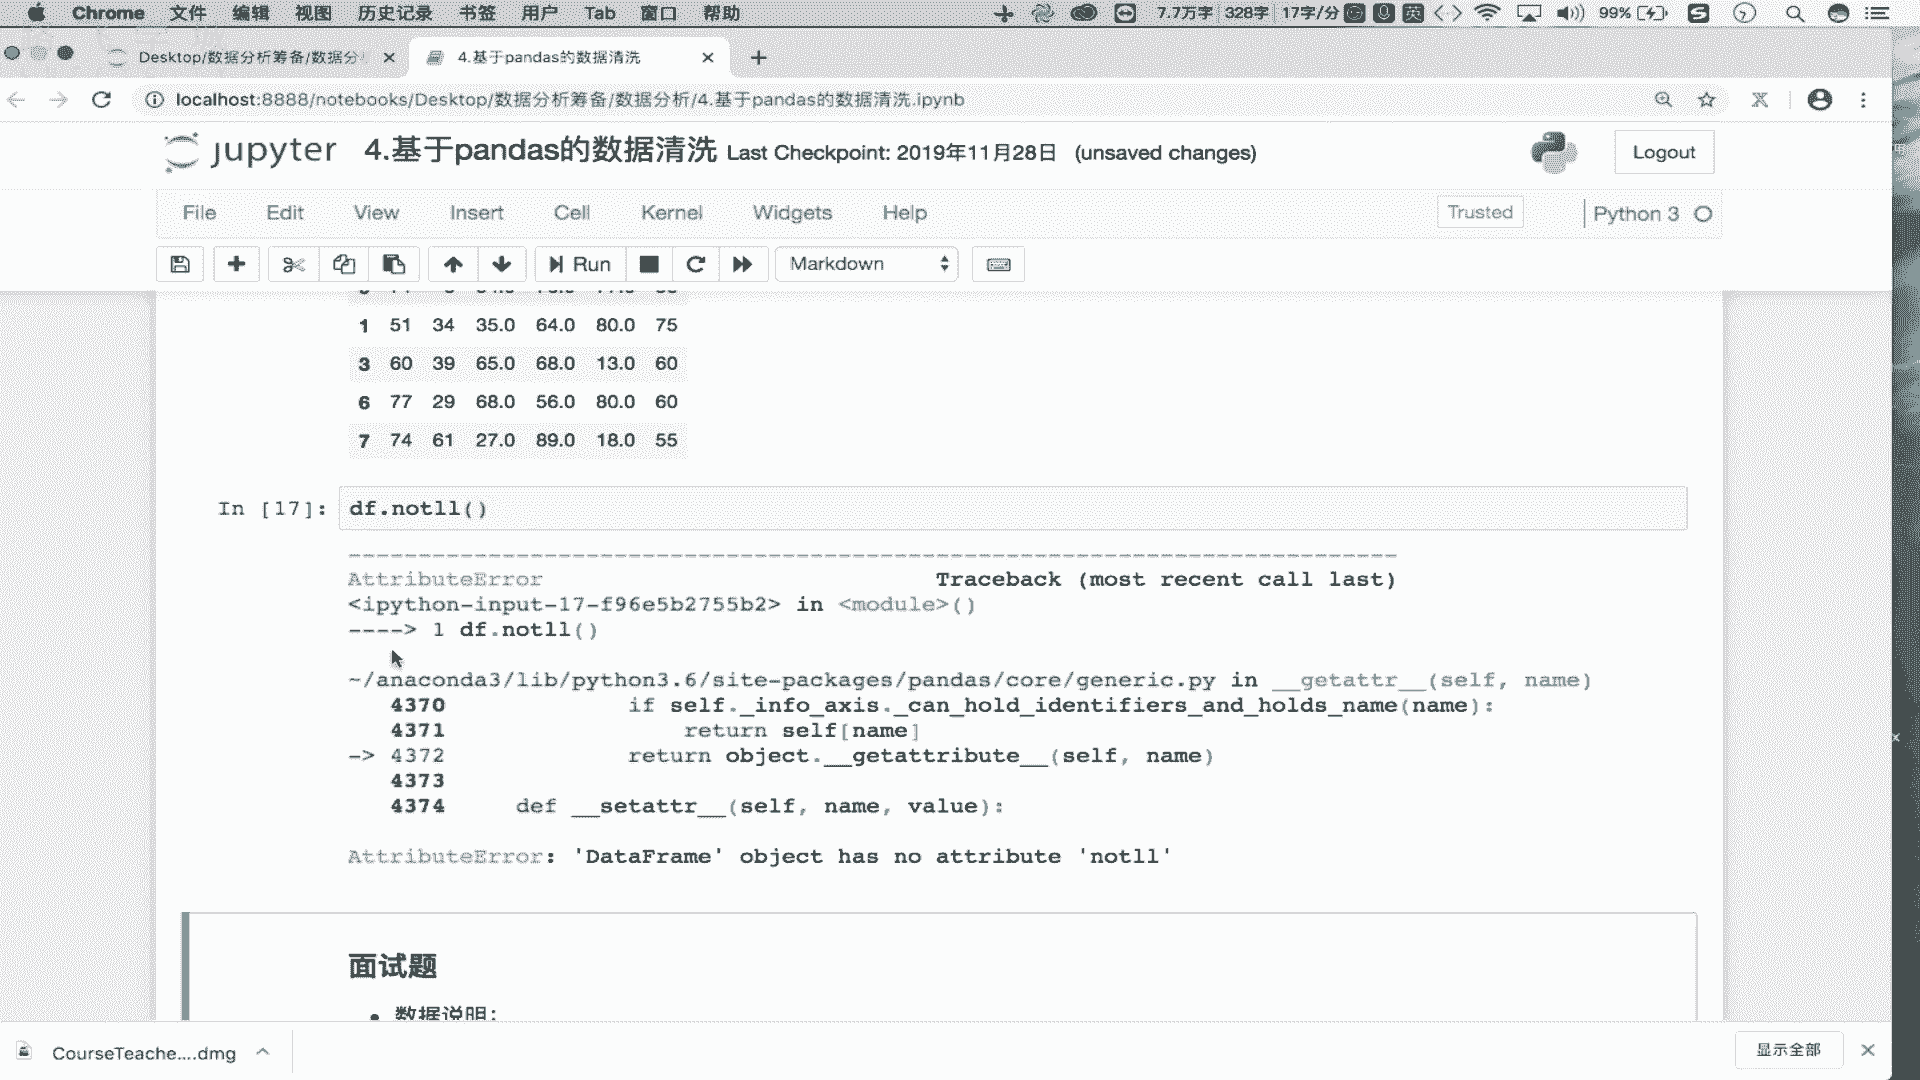 Chrome 文件 编辑 视图 历史记录 书签 用户 Tab 窗口 帮助 7.7万字 328字 17字/分 英 99%
Desktop/数据分析筹备/数据分 4.基于pandas的数据清洗
localhost:8888/notebooks/Desktop/数据分析筹备/数据分析/4.基于pandas的数据清洗.ipynb
jupyter 4.基于pandas的数据清洗 Last Checkpoint: 2019年11月28日 (unsaved changes) Logout
File Edit View Insert Cell Kernel Widgets Help Trusted Python 3
Run Markdown
1 51 34 35.0 64.0 80.0 75
3 60 39 65.0 68.0 13.0 60
6 77 29 68.0 56.0 80.0 60
7 74 61 27.0 89.0 18.0 55
In [17]: df.notll()
---------------------------------------------------------------------------
AttributeError Traceback (most recent call last)
<ipython-input-17-f96e5b2755b2> in <module>()
----> 1 df.notll()
~/anaconda3/lib/python3.6/site-packages/pandas/core/generic.py in __getattr__(self, name)
4370 if self._info_axis._can_hold_identifiers_and_holds_name(name):
4371 return self[name]
-> 4372 return object.__getattribute__(self, name)
4373
4374 def __setattr__(self, name, value):
AttributeError: 'DataFrame' object has no attribute 'notll'
面试题
• 数据说明:
CourseTeache....dmg 显示全部